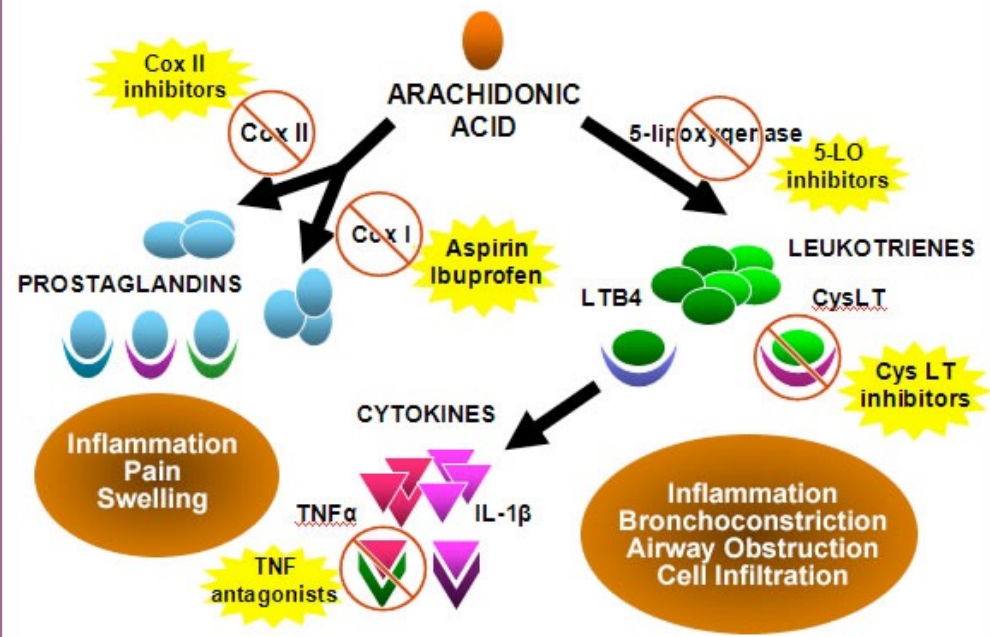 Cox II
inhibitors
ARACHIDONIC
ACID
Cox II
5-lipoxygenase
5-LO
inhibitors
Cox I
Aspirin
Ibuprofen
PROSTAGLANDINS
LEUKOTRIENES
LTB4
CysLT
Cys LT
inhibitors
Inflammation
Pain
Swelling
CYTOKINES
TNFα
IL-1β
TNF
antagonists
Inflammation
Bronchoconstriction
Airway Obstruction
Cell Infiltration